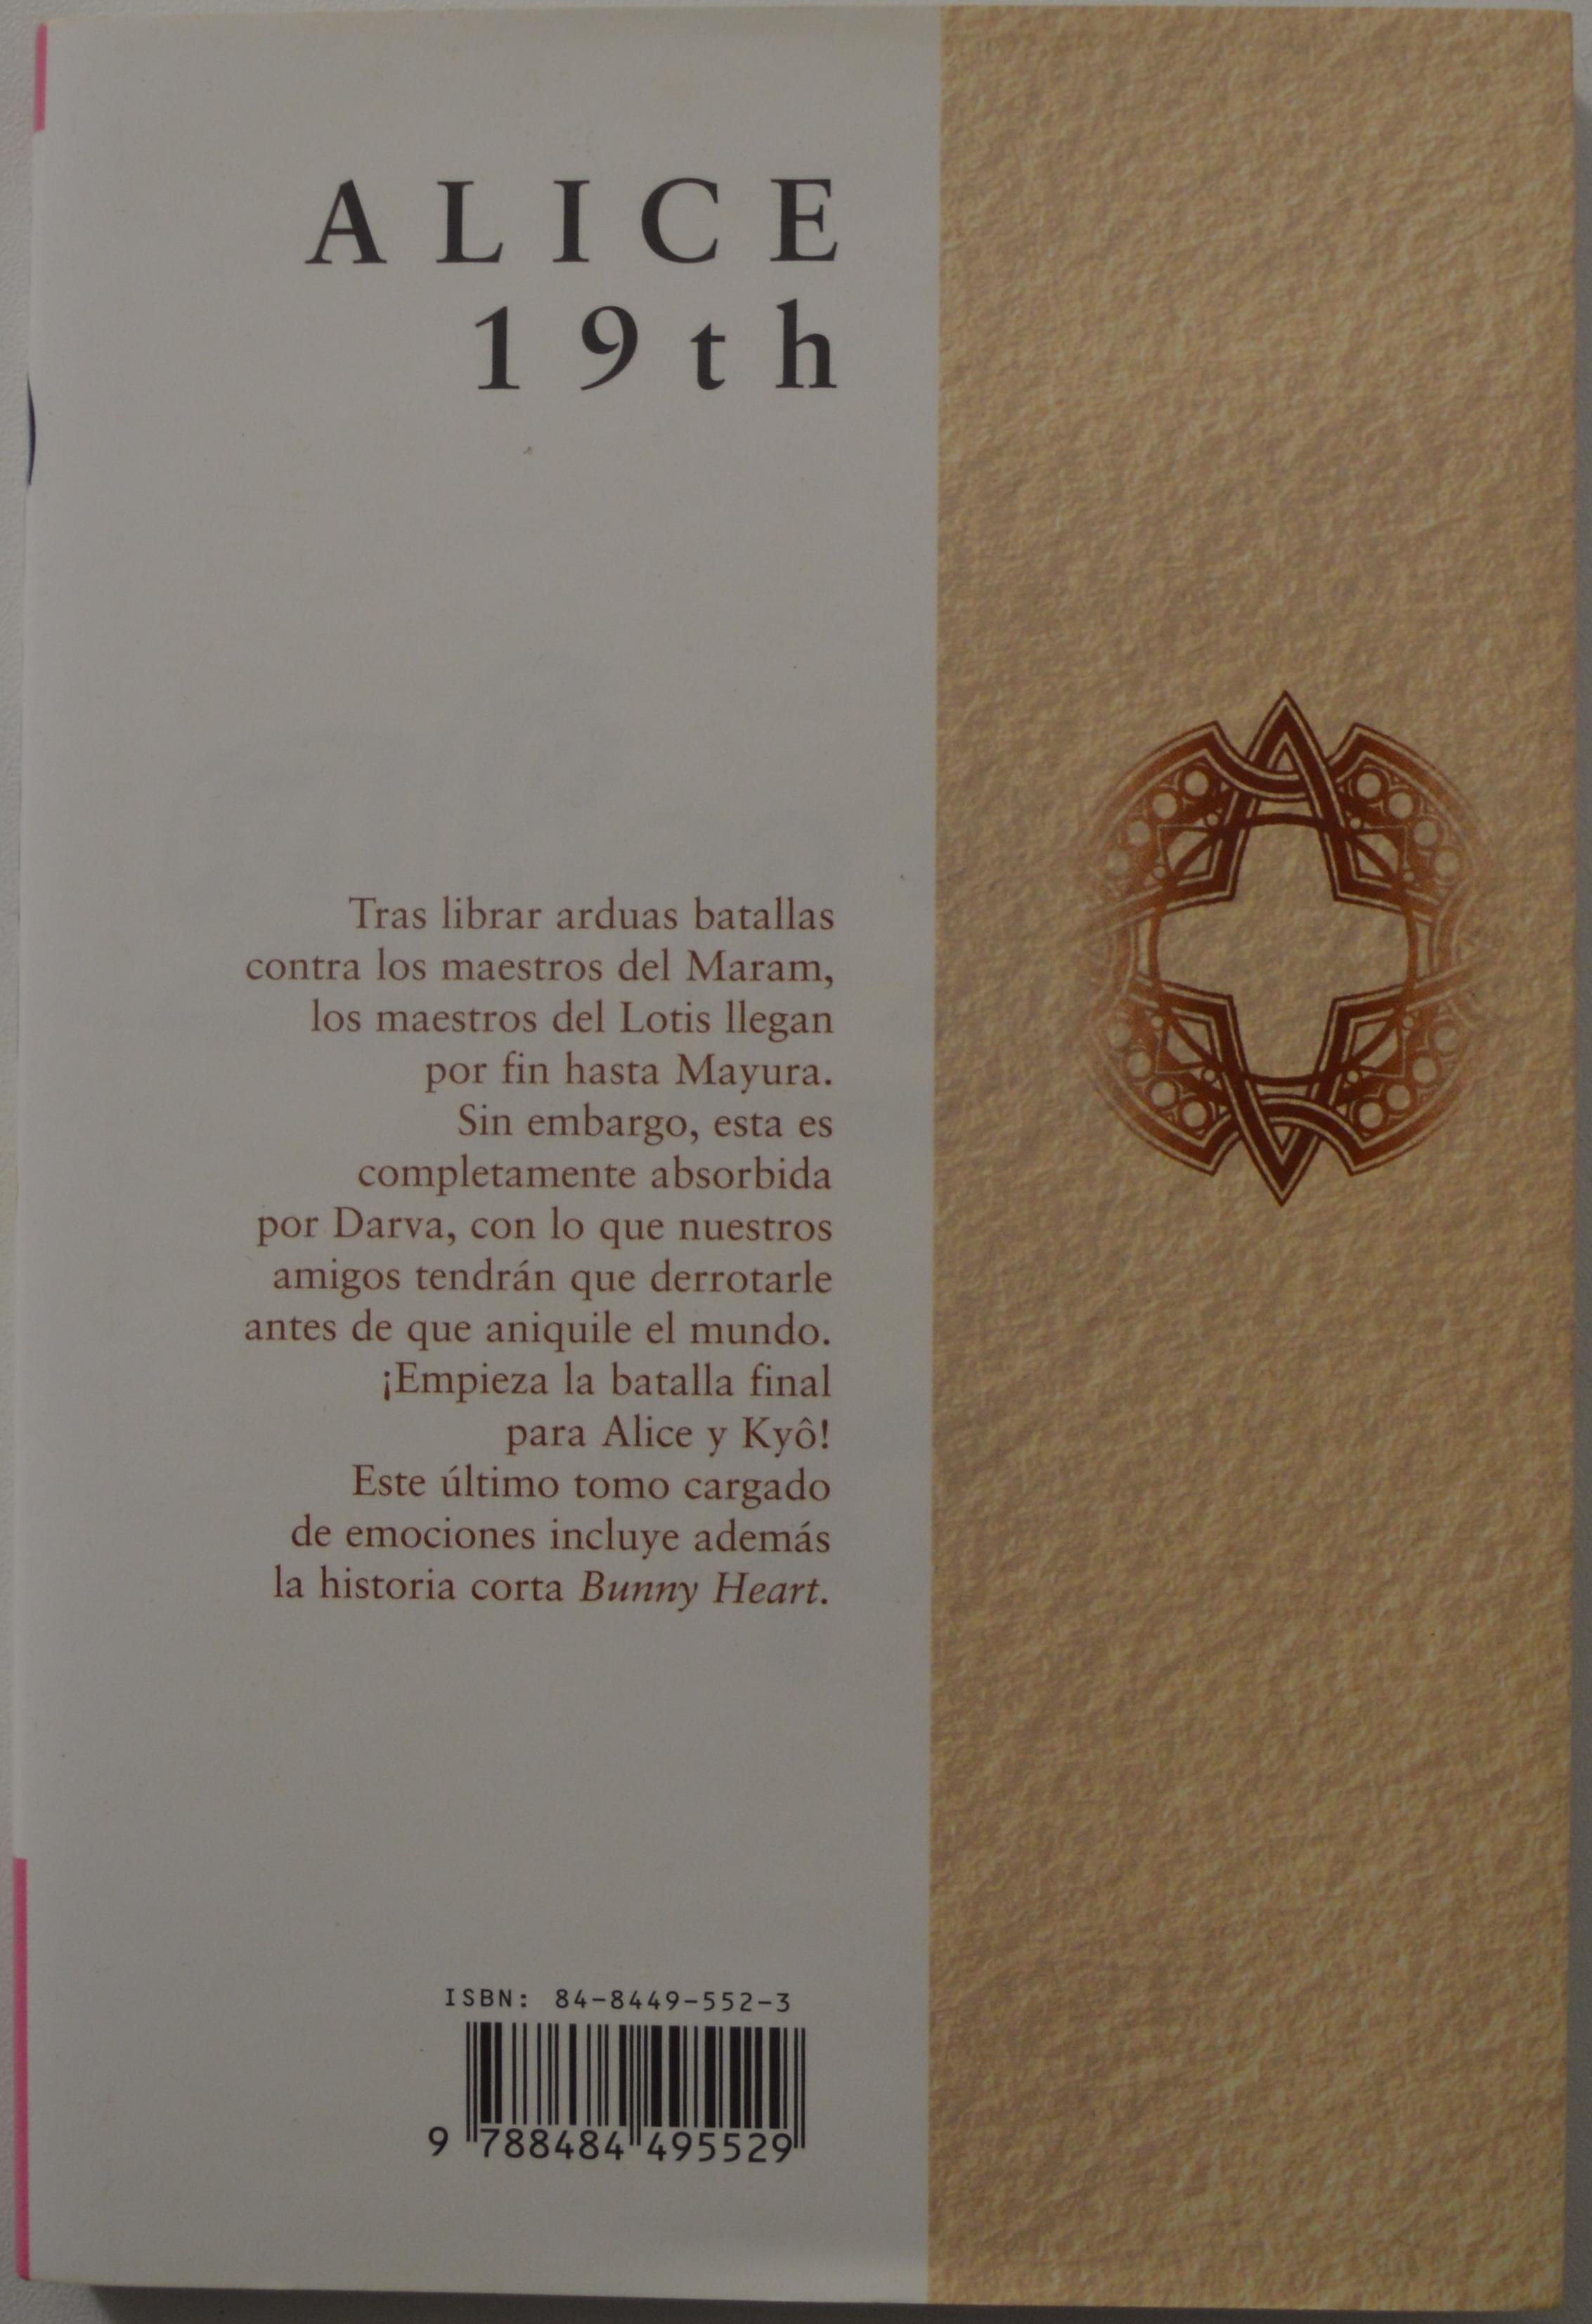 ALICE
19th
Tras librar arduas batallas
contra los maestros del Maram,
los maestros del Lotis llegan
por fin hasta Mayura.
Sin embargo, esta es
completamente absorbida
por Darva, con lo que nuestros
amigos tendrán que derrotarle
antes de que aniquile el mundo.
¡Empieza la batalla final
para Alice y Kyô!
Este último tomo cargado
de emociones incluye además
la historia corta Bunny Heart.
ISBN: 84-8449-552-3
9 788484 495529